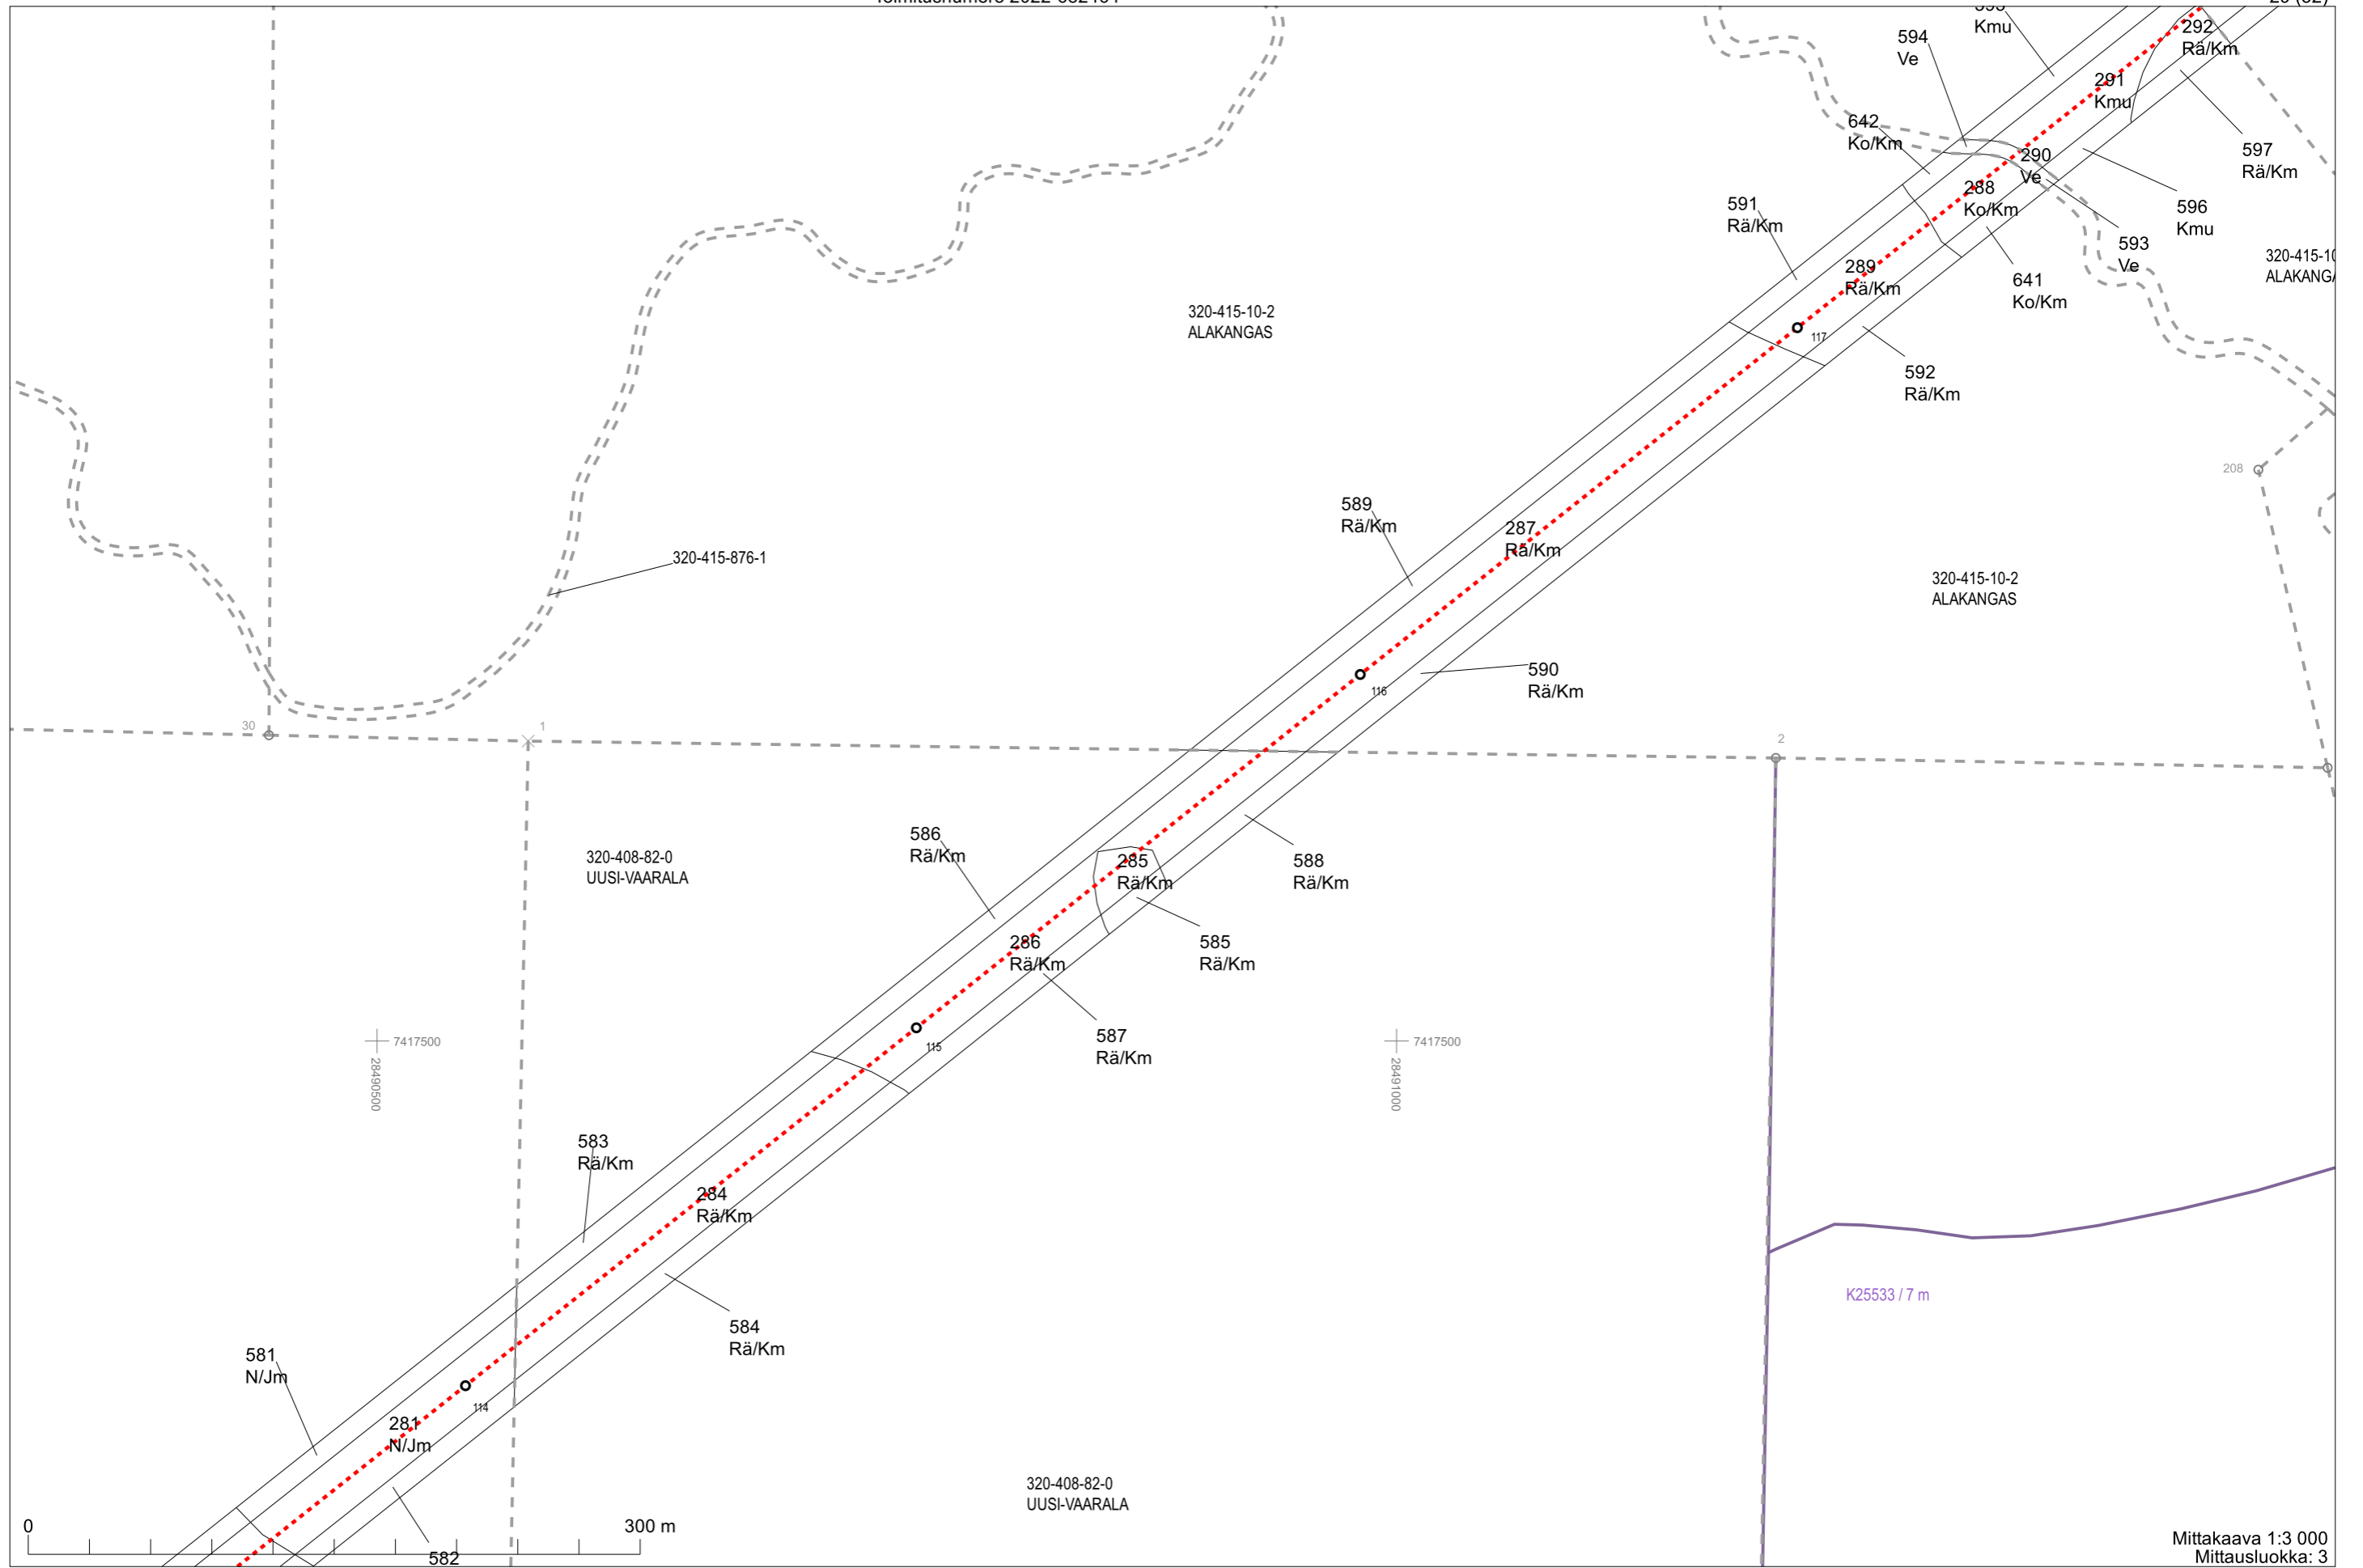 594
Ve
Kmu
292
Rä/Km
291
Kmu
642
Ko/Km
290
Ve
597
Rä/Km
288
Ko/Km
591
Rä/Km
596
Kmu
593
Ve
320-415-10
289
Rä/Km
641
Ko/Km
320-415-10-2
ALAKANGAS
117
592
Rä/Km
208
589
Rä/Km
287
Rä/Km
320-415-876-1
320-415-10-2
ALAKANGAS
590
Rä/Km
116
30
1
2
586
Rä/Km
320-408-82-0
UUSI-VAARALA
285
Rä/Km
588
Rä/Km
286
Rä/Km
585
Rä/Km
587
Rä/Km
115
7417500
28490500
7417500
28491000
583
Rä/Km
284
Rä/Km
K25533 / 7 m
584
Rä/Km
581
N/Jm
114
281
N/Jm
320-408-82-0
UUSI-VAARALA
0
300 m
582
Mittakaava 1:3 000
Mittausluokka: 3